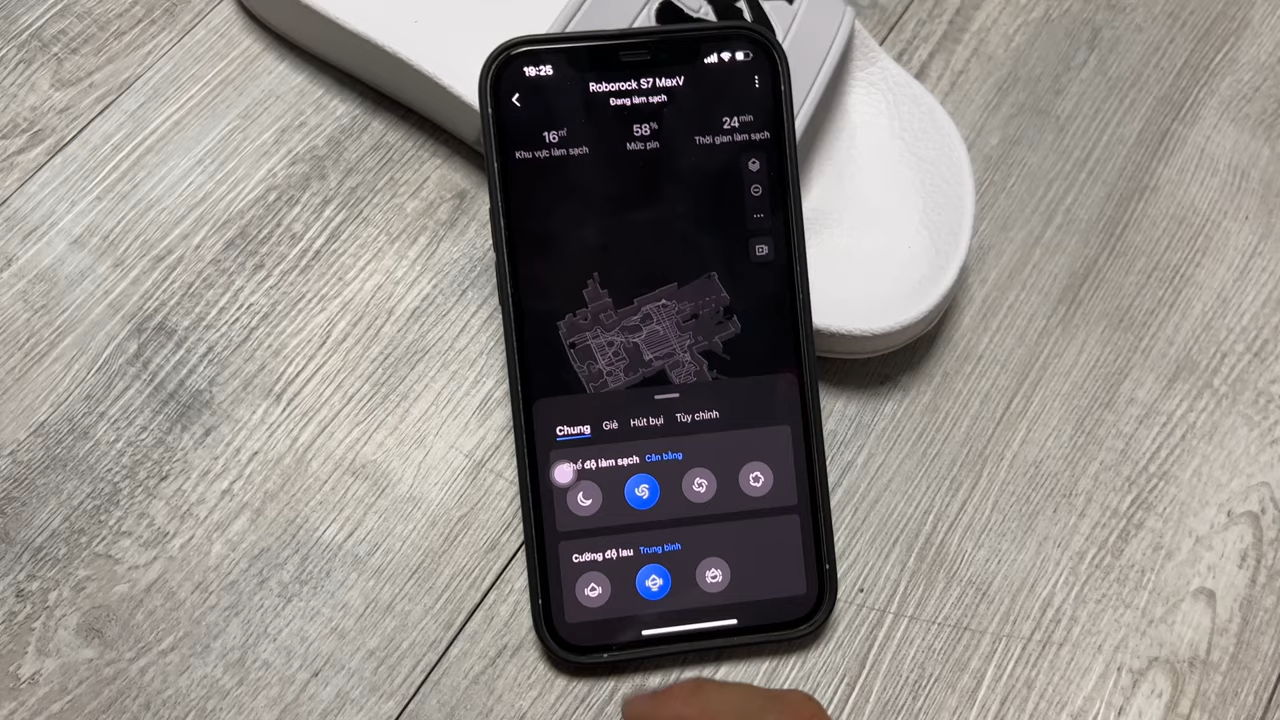 19:25
Roborock S7 MaxV
Đang làm sạch
16㎡
Khu vực làm sạch
58%
Mức pin
24min
Thời gian làm sạch
Chung Giẻ Hút bụi Tùy chỉnh
Chế độ làm sạch Cân bằng
Cường độ lau Trung bình